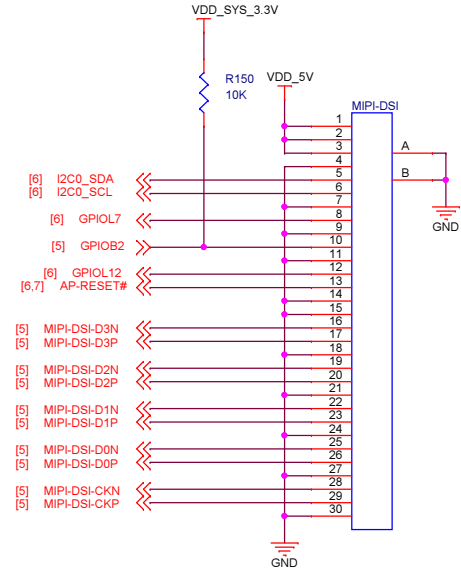 VDD_SYS_3.3V
R150
10K
VDD_5V
MIPI-DSI
1
2
3
A
4
[6] I2C0_SDA 5 B
[6] I2C0_SCL 6
7
[6] GPIOL7 8
GND
9
[5] GPIOB2 10
11
[6] GPIOL12 12
[6,7] AP-RESET# 13
14
15
[5] MIPI-DSI-D3N 16
[5] MIPI-DSI-D3P 17
18
[5] MIPI-DSI-D2N 19
[5] MIPI-DSI-D2P 20
21
[5] MIPI-DSI-D1N 22
[5] MIPI-DSI-D1P 23
24
[5] MIPI-DSI-D0N 25
[5] MIPI-DSI-D0P 26
27
[5] MIPI-DSI-CKN 28
[5] MIPI-DSI-CKP 29
30
GND